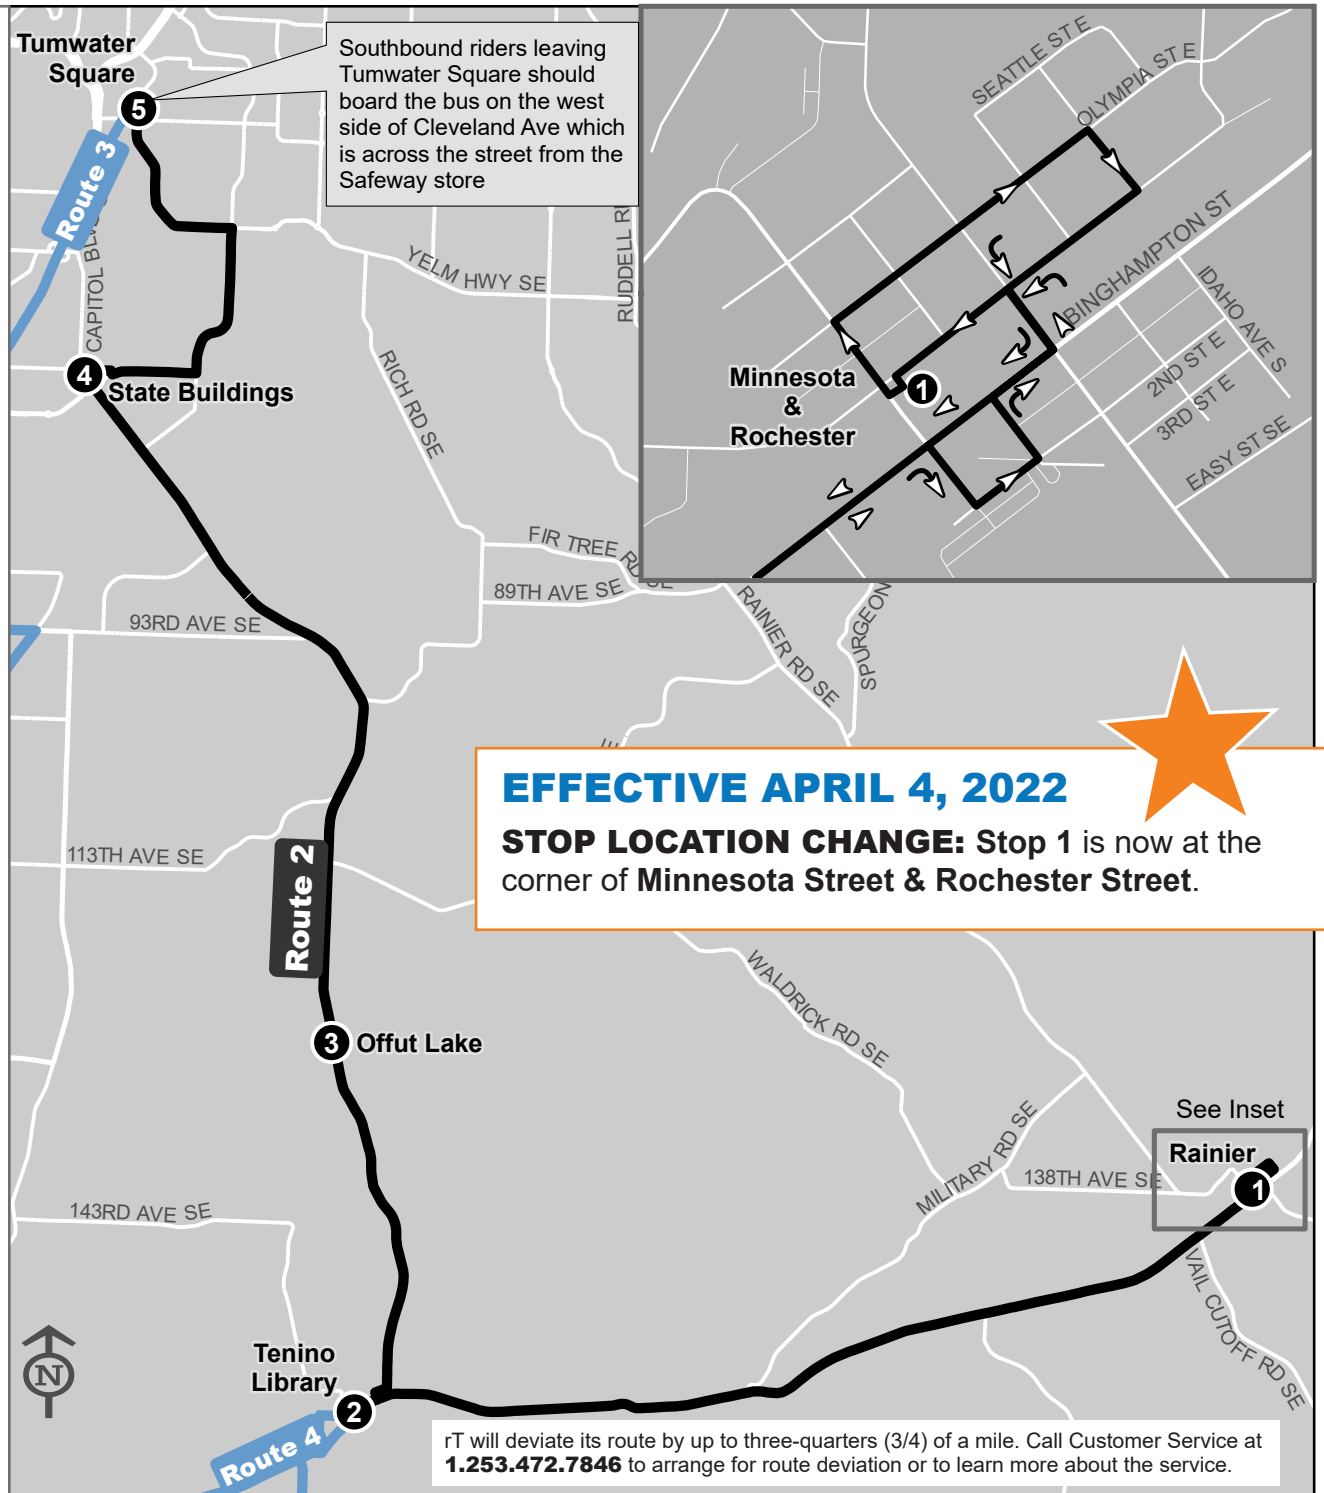 Tumwater
Square
5
Southbound riders leaving
Tumwater Square should
board the bus on the west
side of Cleveland Ave which
is across the street from the
Safeway store
Route 3
CAPITOL BLVD
4
State Buildings
YELM HWY SE
RUDDELL
RICH RD SE
FIR TREE RD SE
89TH AVE SE
93RD AVE SE
RAINIER RD SE
SPURGEON
SEATTLE ST E
OLYMPIA ST E
BINGHAMPTON ST
IDAHO AVE S
2ND ST E
3RD ST E
EASY ST SE
Minnesota
&
Rochester
1
EFFECTIVE APRIL 4, 2022
STOP LOCATION CHANGE: Stop 1 is now at the
corner of Minnesota Street & Rochester Street.
113TH AVE SE
Route 2
3
Offut Lake
WALDRICK RD SE
MILITARY RD SE
138TH AVE SE
See Inset
Rainier
1
VAIL CUTOFF RD SE
143RD AVE SE
N
Tenino
Library
2
Route 4
rT will deviate its route by up to three-quarters (3/4) of a mile. Call Customer Service at
1.253.472.7846 to arrange for route deviation or to learn more about the service.